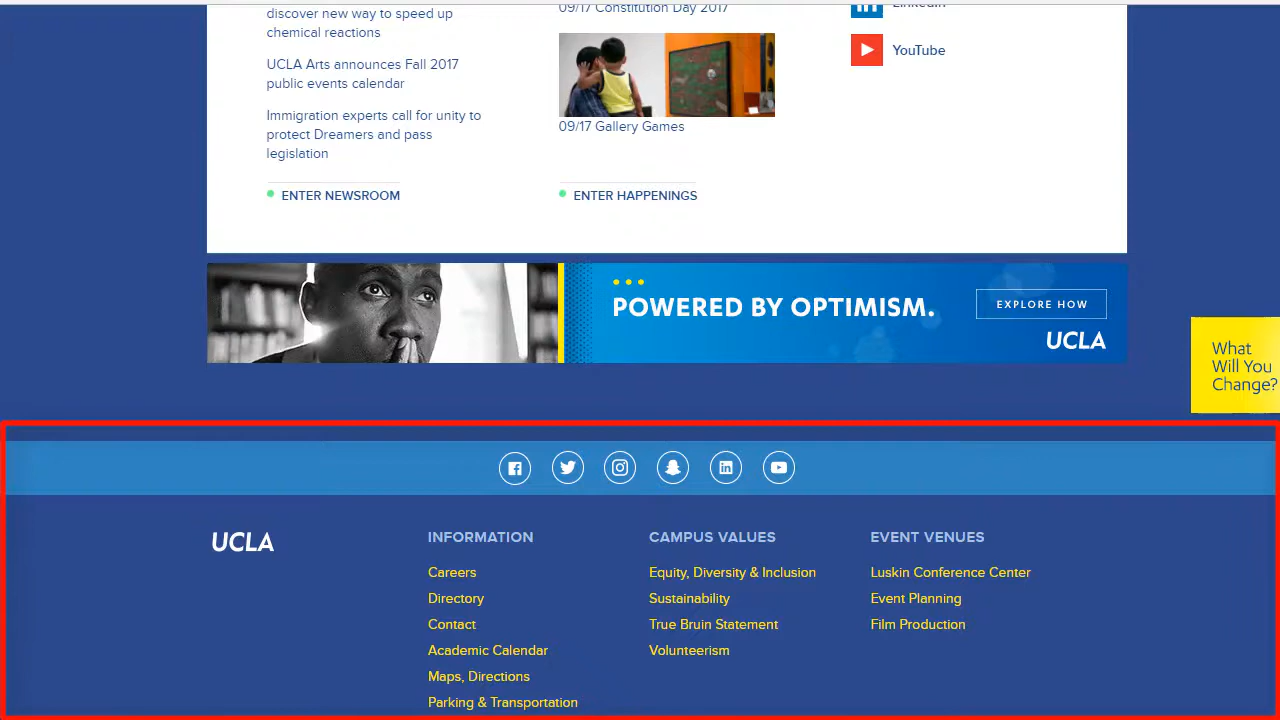 discover new way to speed up
chemical reactions
UCLA Arts announces Fall 2017
public events calendar
Immigration experts call for unity to
protect Dreamers and pass
legislation
ENTER NEWSROOM
09/17 Constitution Day 2017
09/17 Gallery Games
ENTER HAPPENINGS
LinkedIn
YouTube
POWERED BY OPTIMISM.
EXPLORE HOW
UCLA
What
Will You
Change?
UCLA
INFORMATION
Careers
Directory
Contact
Academic Calendar
Maps, Directions
Parking & Transportation
CAMPUS VALUES
Equity, Diversity & Inclusion
Sustainability
True Bruin Statement
Volunteerism
EVENT VENUES
Luskin Conference Center
Event Planning
Film Production